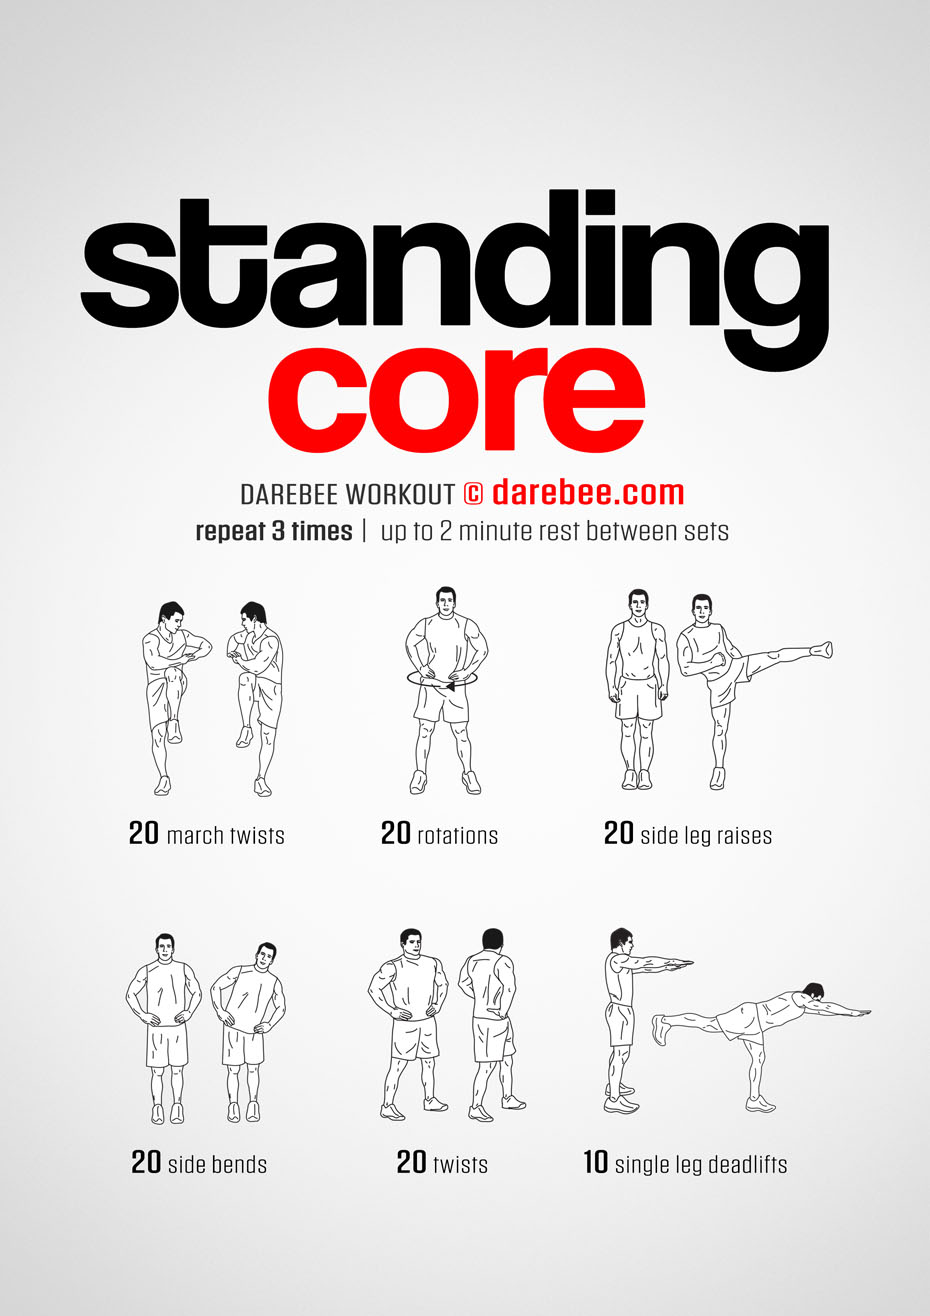 standing
core
DAREBEE WORKOUT © darebee.com
repeat 3 times | up to 2 minute rest between sets
20 march twists
20 rotations
20 side leg raises
20 side bends
20 twists
10 single leg deadlifts